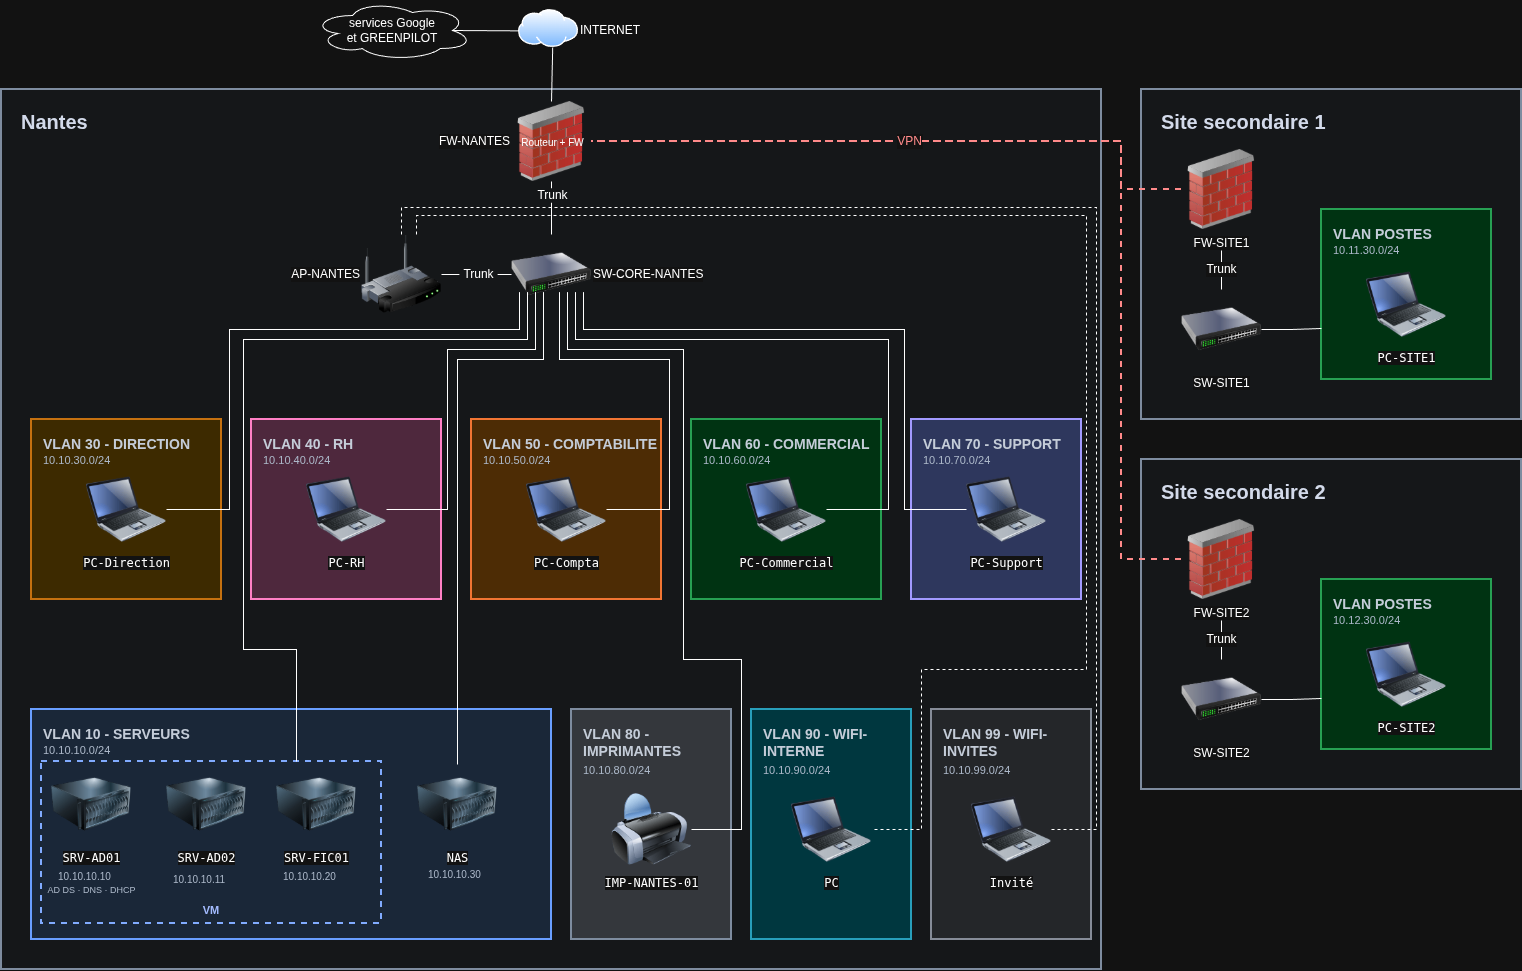 services Google
et GREENPILOT
INTERNET
Nantes
FW-NANTES
Routeur + FW
VPN
Trunk
AP-NANTES
Trunk
SW-CORE-NANTES
VLAN 30 - DIRECTION
10.10.30.0/24
PC-Direction
VLAN 40 - RH
10.10.40.0/24
PC-RH
VLAN 50 - COMPTABILITE
10.10.50.0/24
PC-Compta
VLAN 60 - COMMERCIAL
10.10.60.0/24
PC-Commercial
VLAN 70 - SUPPORT
10.10.70.0/24
PC-Support
VLAN 10 - SERVEURS
10.10.10.0/24
SRV-AD01
10.10.10.10
AD DS · DNS · DHCP
SRV-AD02
10.10.10.11
SRV-FIC01
10.10.10.20
VM
NAS
10.10.10.30
VLAN 80 -
IMPRIMANTES
10.10.80.0/24
IMP-NANTES-01
VLAN 90 - WIFI-
INTERNE
10.10.90.0/24
PC
VLAN 99 - WIFI-
INVITES
10.10.99.0/24
Invité
Site secondaire 1
FW-SITE1
Trunk
SW-SITE1
VLAN POSTES
10.11.30.0/24
PC-SITE1
Site secondaire 2
FW-SITE2
Trunk
SW-SITE2
VLAN POSTES
10.12.30.0/24
PC-SITE2